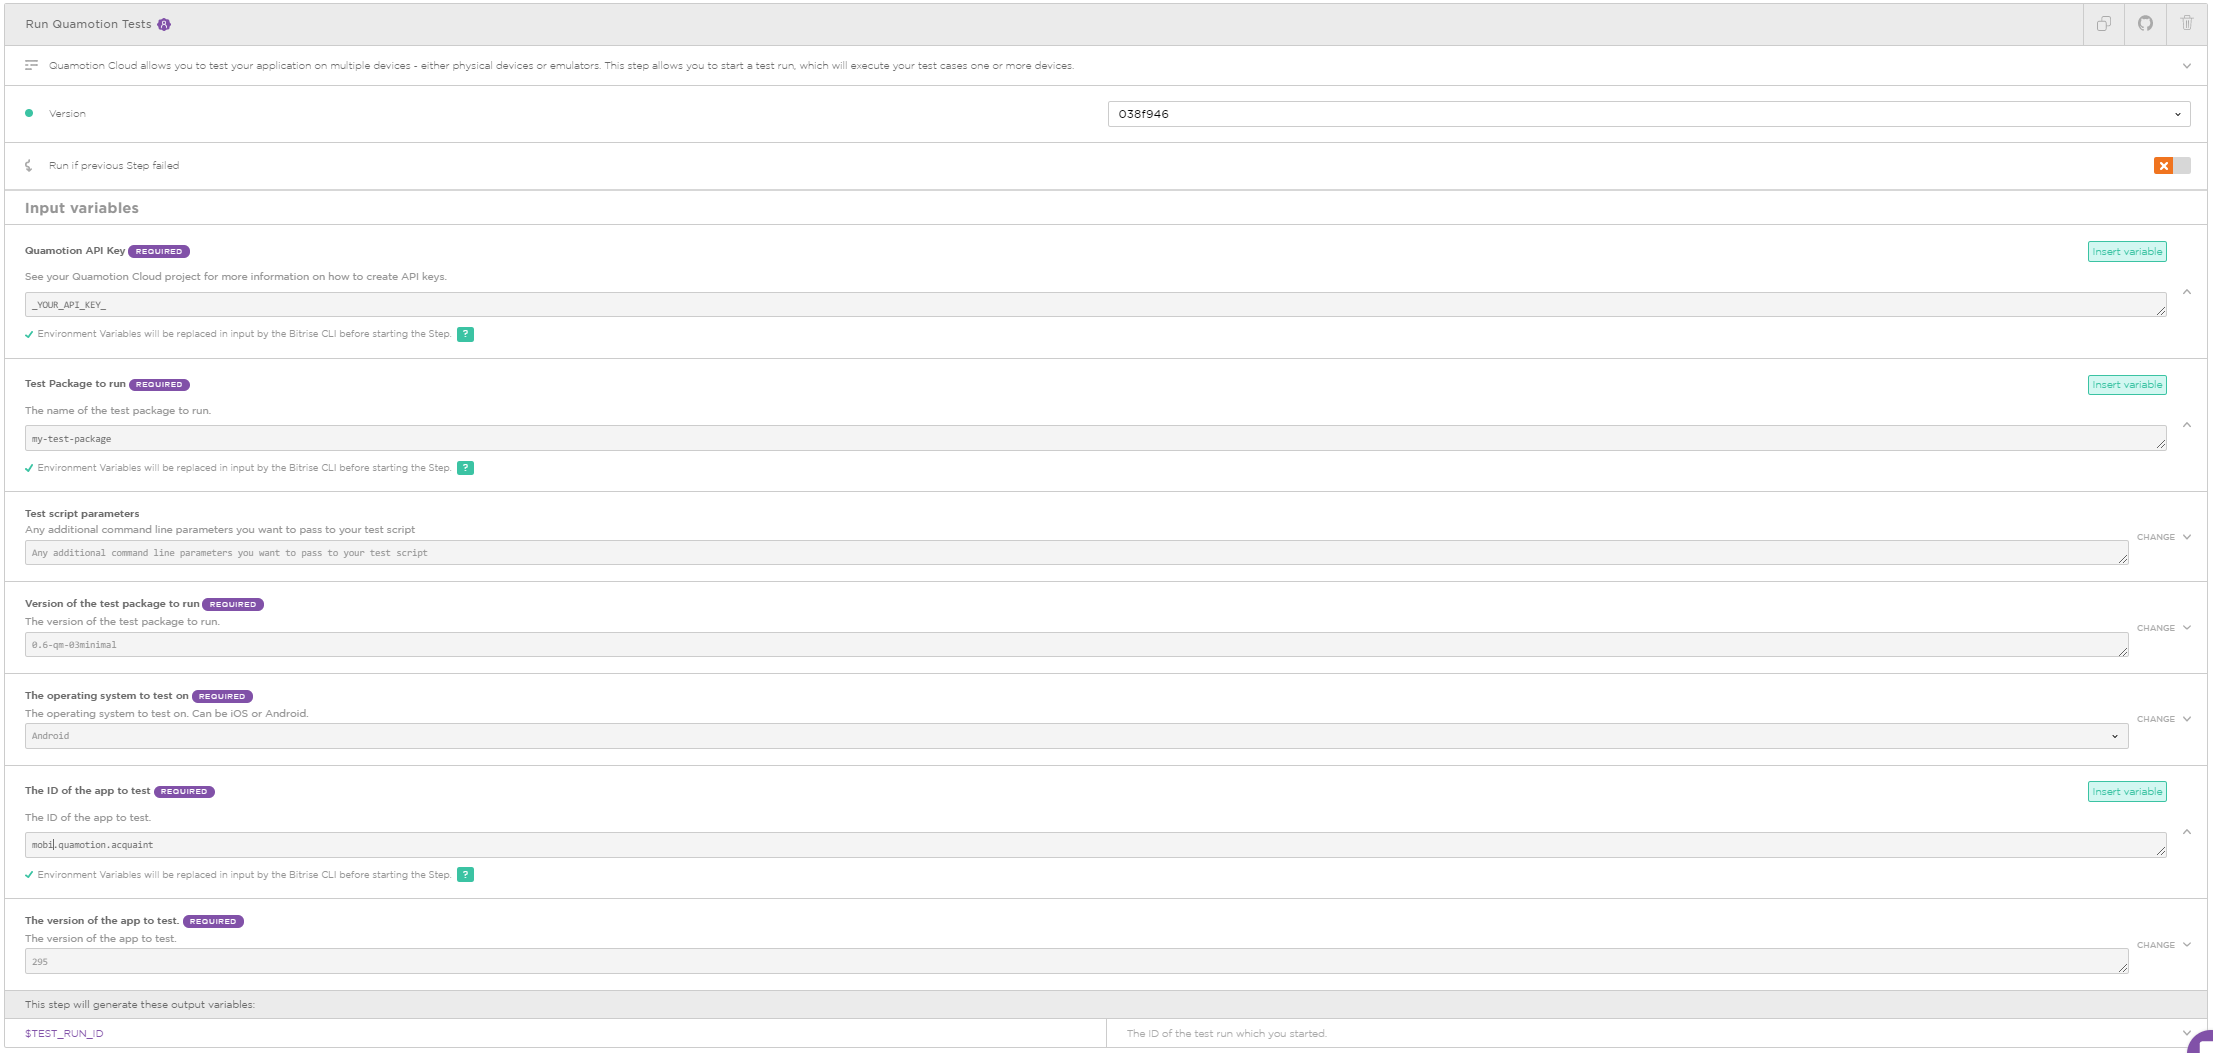 Run Quamotion Tests
Quamotion Cloud allows you to test your application on multiple devices - either physical devices or emulators. This step allows you to start a test run, which will execute your test cases one or more devices.
Version
038f946
Run if previous Step failed
Input variables
Quamotion API Key REQUIRED
Insert variable
See your Quamotion Cloud project for more information on how to create API keys.
_YOUR_API_KEY_
Environment Variables will be replaced in input by the Bitrise CLI before starting the Step. ?
Test Package to run REQUIRED
Insert variable
The name of the test package to run.
my-test-package
Environment Variables will be replaced in input by the Bitrise CLI before starting the Step. ?
Test script parameters
Any additional command line parameters you want to pass to your test script
CHANGE
Any additional command line parameters you want to pass to your test script
Version of the test package to run REQUIRED
The version of the test package to run.
CHANGE
0.6-qm-03minimal
The operating system to test on REQUIRED
The operating system to test on. Can be iOS or Android.
CHANGE
Android
The ID of the app to test REQUIRED
Insert variable
The ID of the app to test.
mobi.quamotion.acquaint
Environment Variables will be replaced in input by the Bitrise CLI before starting the Step. ?
The version of the app to test. REQUIRED
The version of the app to test.
CHANGE
295
This step will generate these output variables:
$TEST_RUN_ID
The ID of the test run which you started.